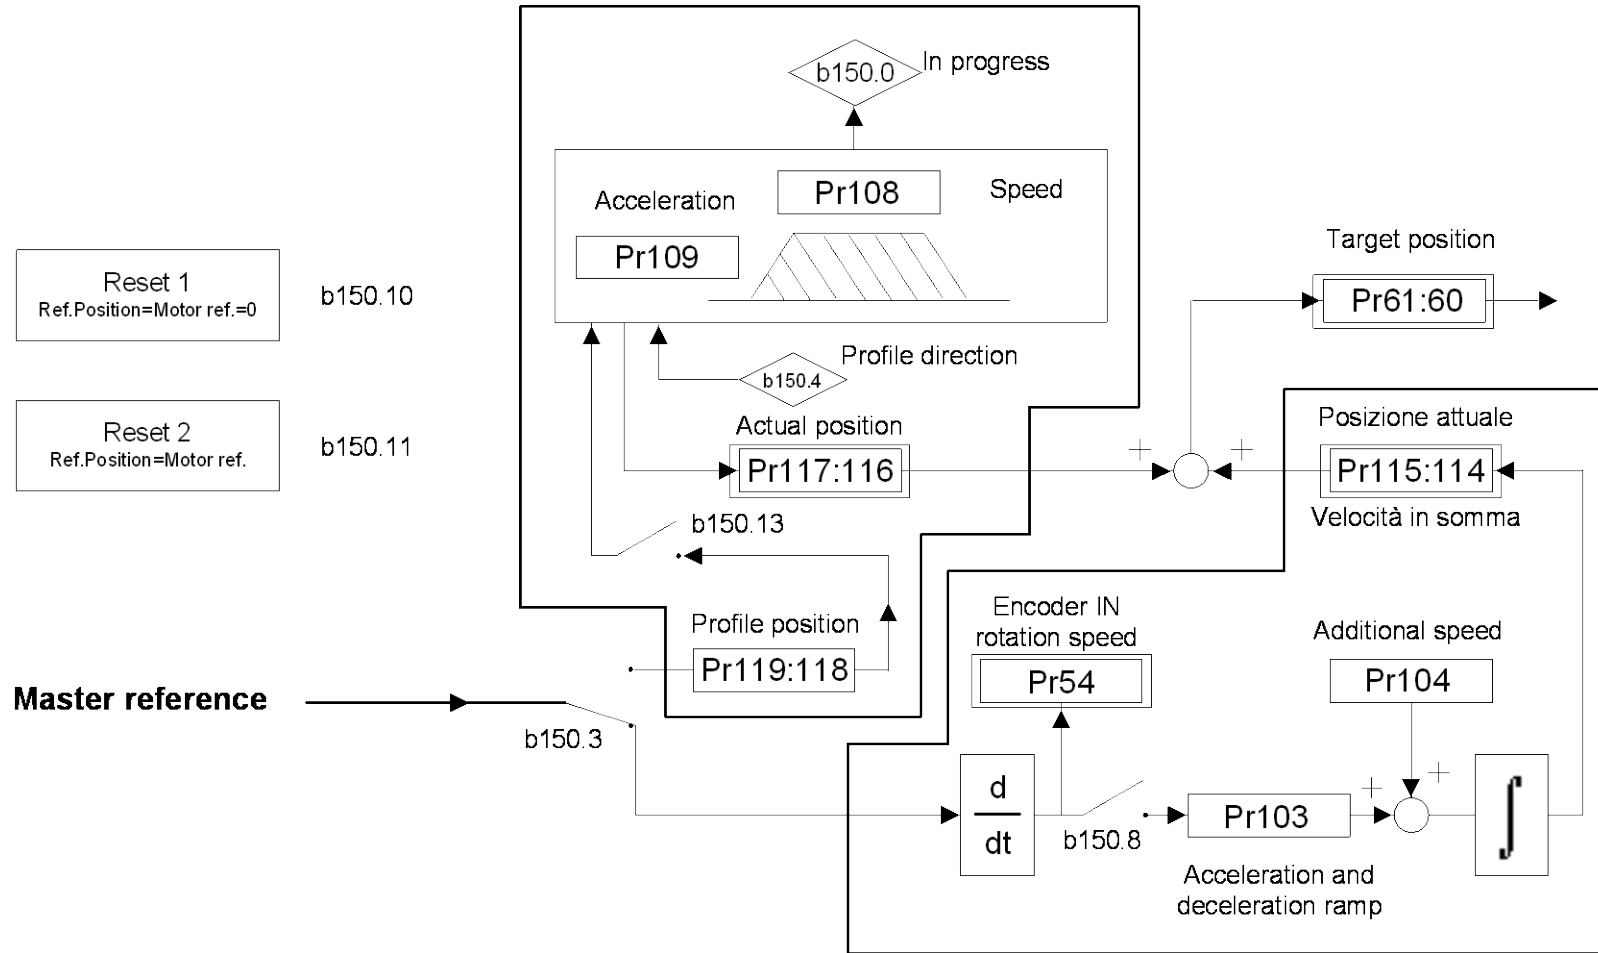 b150.0
In progress
Pr108
Speed
Acceleration
Pr109
Target position
Pr61:60
Reset 1
Ref.Position=Motor ref.=0
b150.10
Profile direction
b150.4
Reset 2
Ref.Position=Motor ref.
b150.11
Actual position
Pr117:116
+
+
Posizione attuale
Pr115:114
Velocità in somma
b150.13
Profile position
Pr119:118
Encoder IN
rotation speed
Pr54
Additional speed
Pr104
Master reference
b150.3
d
dt
b150.8
Pr103
+
+
∫
Acceleration and
deceleration ramp